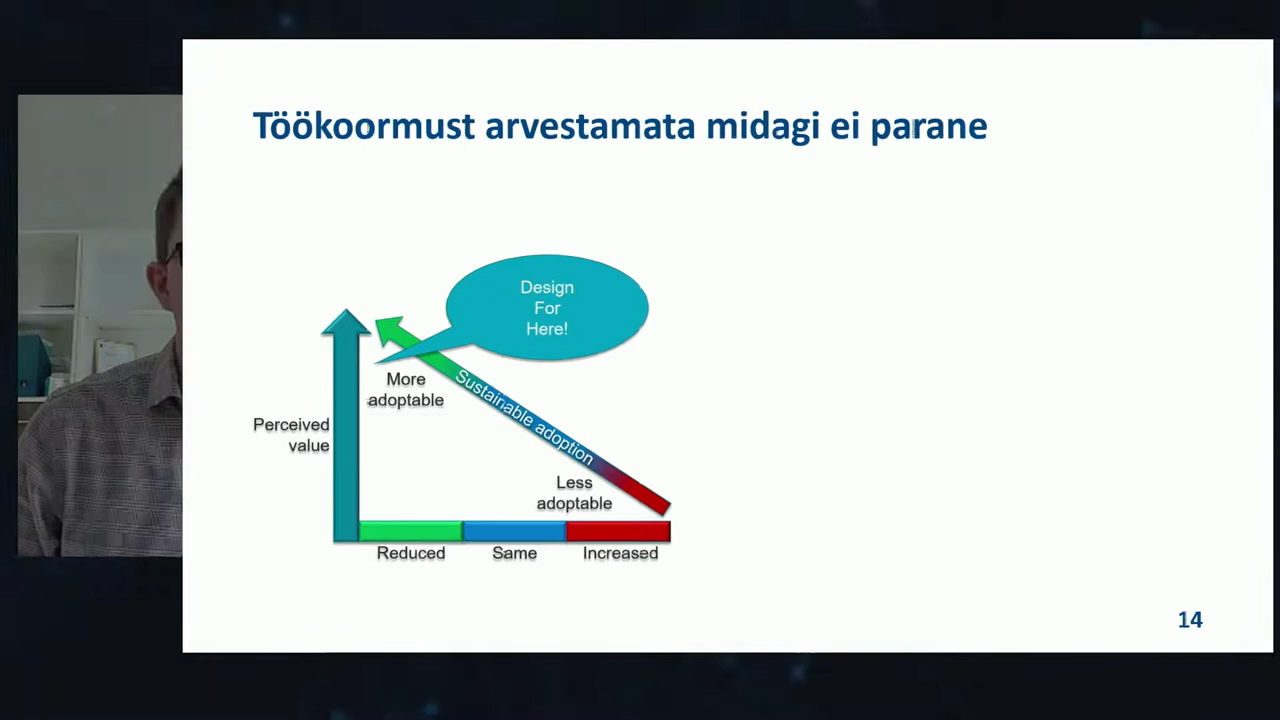 Töökoormust arvestamata midagi ei parane
Design
For
Here!
More
adoptable
Sustainable adoption
Perceived
value
Less
adoptable
Reduced
Same
Increased
14